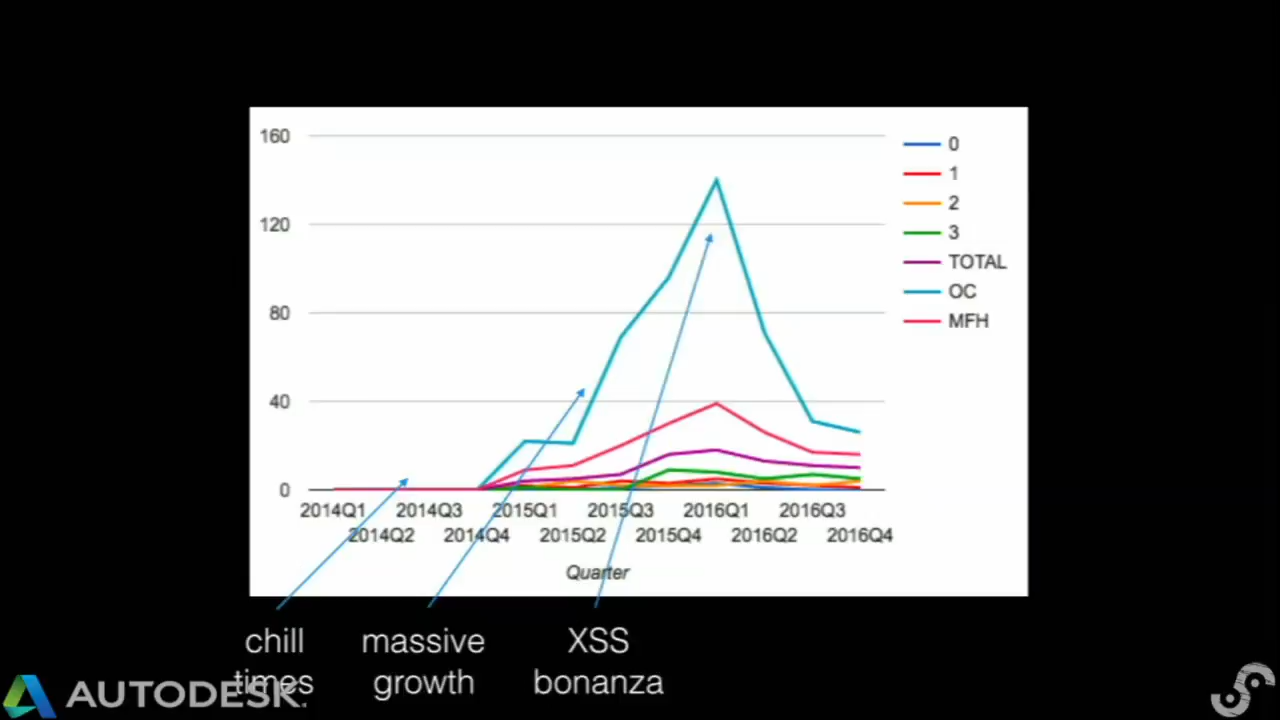 160
120
80
40
0
0
1
2
3
TOTAL
OC
MFH
2014Q1 2014Q3 2015Q1 2015Q3 2016Q1 2016Q3
2014Q2 2014Q4 2015Q2 2015Q4 2016Q2 2016Q4
Quarter
chill times
massive growth
XSS bonanza
AUTODESK.